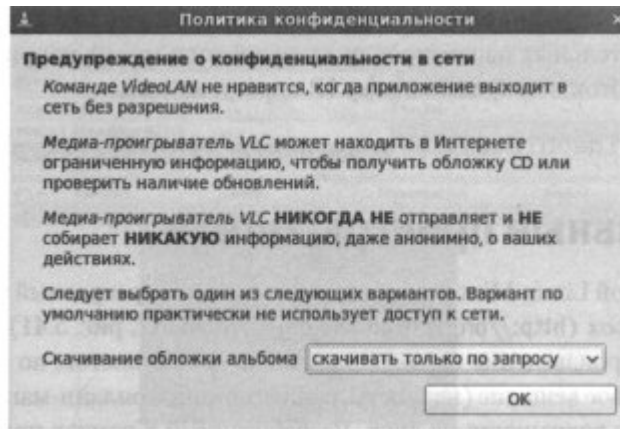 Политика конфиденциальности
Предупреждение о конфиденциальности в сети
Команде VideoLAN не нравится, когда приложение выходит в
сеть без разрешения.
Медиа-проигрыватель VLC может находить в Интернете
ограниченную информацию, чтобы получить обложку CD или
проверить наличие обновлений.
Медиа-проигрыватель VLC НИКОГДА НЕ отправляет и НЕ
собирает НИКАКУЮ информацию, даже анонимно, о ваших
действиях.
Следует выбрать один из следующих вариантов. Вариант по
умолчанию практически не использует доступ к сети.
Скачивание обложки альбома скачивать только по запросу
OK